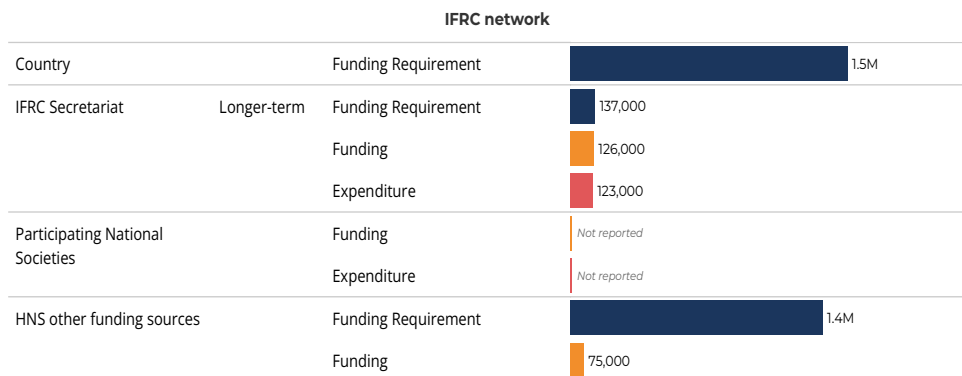 IFRC network
Country Funding Requirement 1.5M
IFRC Secretariat Longer-term Funding Requirement 137,000
Funding 126,000
Expenditure 123,000
Participating National Societies Funding Not reported
Expenditure Not reported
HNS other funding sources Funding Requirement 1.4M
Funding 75,000